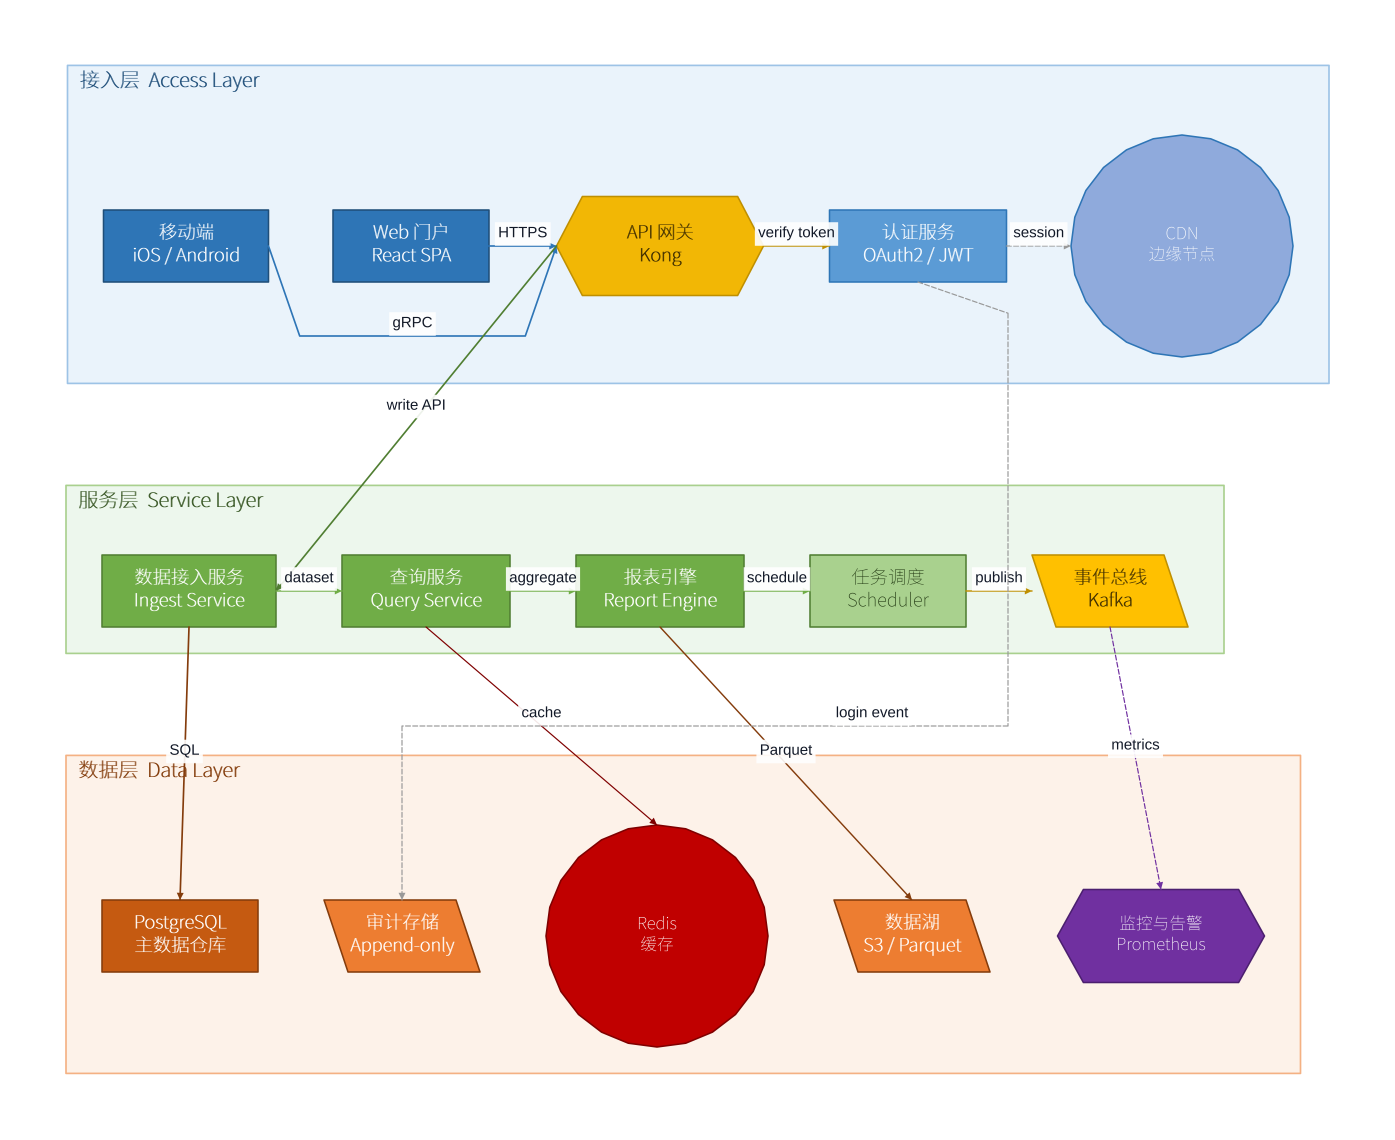 接入层  Access Layer
移动端
iOS / Android
Web 门户
React SPA
HTTPS
API 网关
Kong
verify token
认证服务
OAuth2 / JWT
session
CDN
边缘节点
gRPC
write API
服务层  Service Layer
数据接入服务
Ingest Service
dataset
查询服务
Query Service
aggregate
报表引擎
Report Engine
schedule
任务调度
Scheduler
publish
事件总线
Kafka
cache
login event
SQL
Parquet
metrics
数据层  Data Layer
PostgreSQL
主数据仓库
审计存储
Append-only
Redis
缓存
数据湖
S3 / Parquet
监控与告警
Prometheus